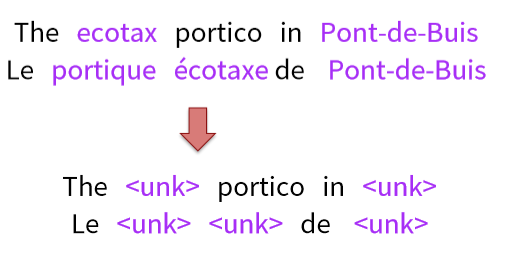 The ecotax portico in Pont-de-Buis
Le portique écotaxe de Pont-de-Buis
The <unk> portico in <unk>
Le <unk> <unk> de <unk>